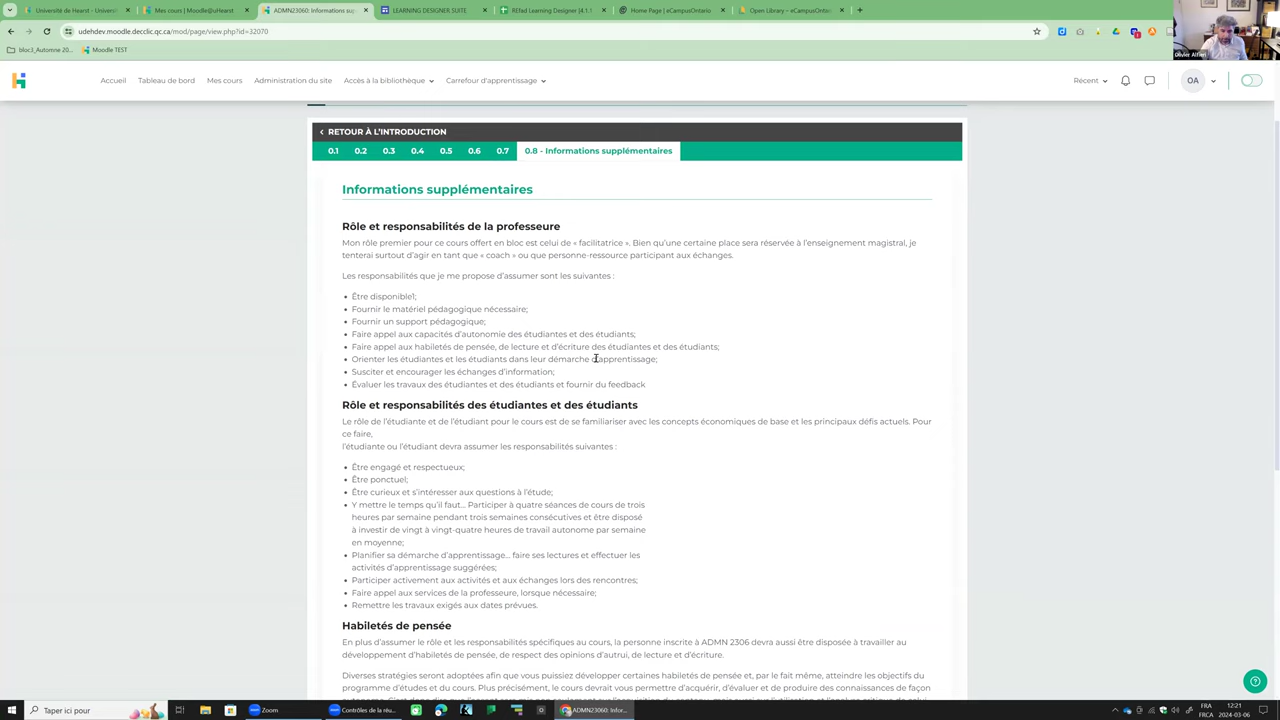 Université de Hearst - Universi
Mes cours | Moodle@uHearst
ADMN23060: Informations sup
LEARNING DESIGNER SUITE
REfad Learning Designer [4.1.1
Home Page | eCampusOntario
Open Library – eCampusOnta
udehdev.moodle.decclic.qc.ca/mod/page/view.php?id=32070
bloc3_Automne 20...
Moodle TEST
Olivier Alfieri
Accueil
Tableau de bord
Mes cours
Administration du site
Accès à la bibliothèque
Carrefour d'apprentissage
Récent
OA
RETOUR À L'INTRODUCTION
0.1 0.2 0.3 0.4 0.5 0.6 0.7 0.8 - Informations supplémentaires
Informations supplémentaires
Rôle et responsabilités de la professeure
Mon rôle premier pour ce cours offert en bloc est celui de « facilitatrice ». Bien qu'une certaine place sera réservée à l'enseignement magistral, je
tenterai surtout d'agir en tant que « coach » ou que personne-ressource participant aux échanges.
Les responsabilités que je me propose d'assumer sont les suivantes :
• Être disponible1;
• Fournir le matériel pédagogique nécessaire;
• Fournir un support pédagogique;
• Faire appel aux capacités d'autonomie des étudiantes et des étudiants;
• Faire appel aux habiletés de pensée, de lecture et d'écriture des étudiantes et des étudiants;
• Orienter les étudiantes et les étudiants dans leur démarche d'apprentissage;
• Susciter et encourager les échanges d'information;
• Évaluer les travaux des étudiantes et des étudiants et fournir du feedback
Rôle et responsabilités des étudiantes et des étudiants
Le rôle de l'étudiante et de l'étudiant pour le cours est de se familiariser avec les concepts économiques de base et les principaux défis actuels. Pour
ce faire,
l'étudiante ou l'étudiant devra assumer les responsabilités suivantes :
• Être engagé et respectueux;
• Être ponctuel;
• Être curieux et s'intéresser aux questions à l'étude;
• Y mettre le temps qu'il faut... Participer à quatre séances de cours de trois
heures par semaine pendant trois semaines consécutives et être disposé
à investir de vingt à vingt-quatre heures de travail autonome par semaine
en moyenne;
• Planifier sa démarche d'apprentissage... faire ses lectures et effectuer les
activités d'apprentissage suggérées;
• Participer activement aux activités et aux échanges lors des rencontres;
• Faire appel aux services de la professeure, lorsque nécessaire;
• Remettre les travaux exigés aux dates prévues.
Habiletés de pensée
En plus d'assumer le rôle et les responsabilités spécifiques au cours, la personne inscrite à ADMN 2306 devra aussi être disposée à travailler au
développement d'habiletés de pensée, de respect des opinions d'autrui, de lecture et d'écriture.
Diverses stratégies seront adoptées afin que vous puissiez développer certaines habiletés de pensée et, par le fait même, atteindre les objectifs du
programme d'études et du cours. Plus précisément, le cours devrait vous permettre d'acquérir, d'évaluer et de produire des connaissances de façon
Taper ici pour
Zoom
Contrôles de la réu...
ADMN23060: Infor...
FRA
FRCA
12:21
2024-03-06